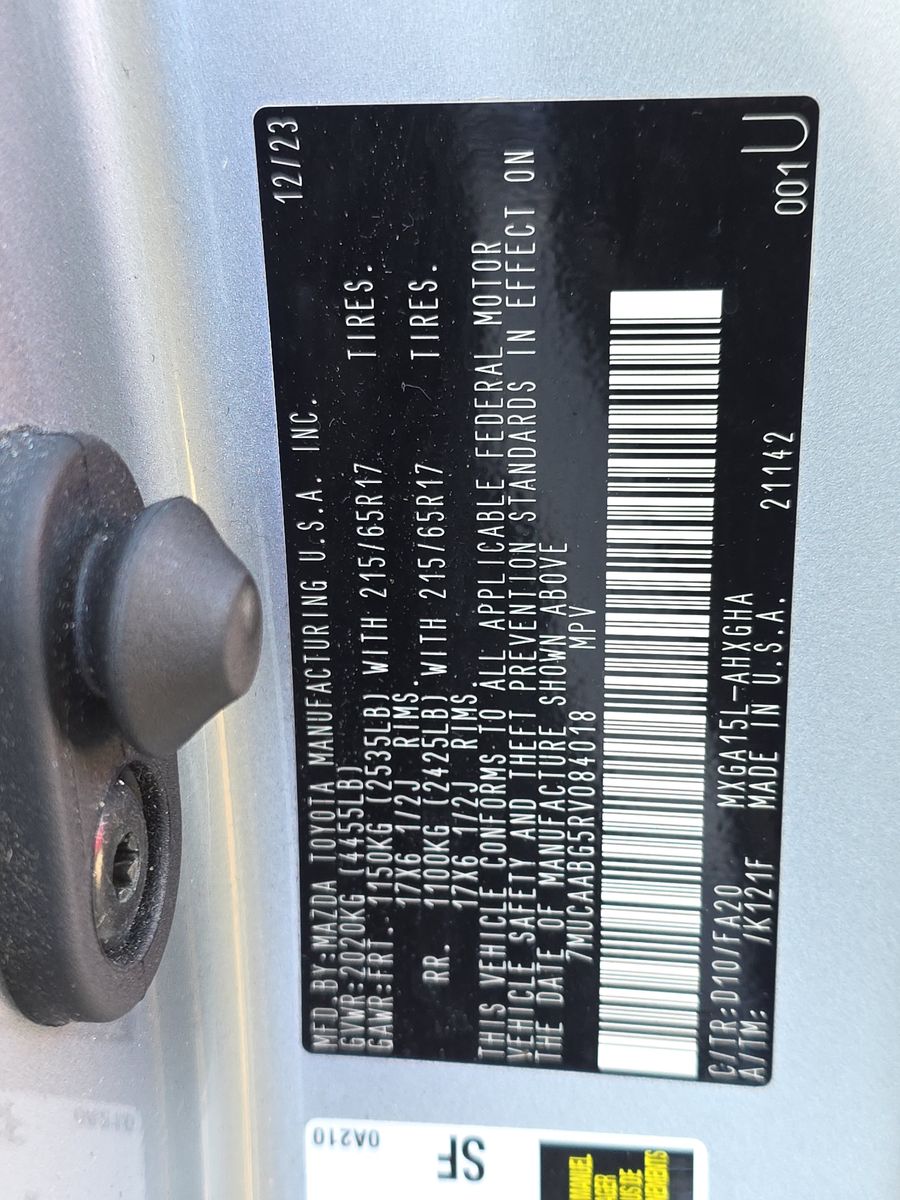 MFD.BY:MAZDA TOYOTA MANUFACTURING U.S.A. INC. 12/23
GVWR:2020KG(4455LB)
GAWR:FRT. 1150KG(2535LB)WITH 215/65R17 TIRES.
17X6 1/2J RIMS.
RR. 1100KG(2425LB)WITH 215/65R17 TIRES.
17X6 1/2J RIMS.
THIS VEHICLE CONFORMS TO ALL APPLICABLE FEDERAL MOTOR
VEHICLE SAFETY AND THEFT PREVENTION STANDARDS IN EFFECT ON
THE DATE OF MANUFACTURE SHOWN ABOVE
7MUCAABG5RV084018 MPV
C/TR:D10/FA20 MXGA15L-AHXGHA
A/TM: /K121F MADE IN U.S.A. 21142 001U
0A210
SF